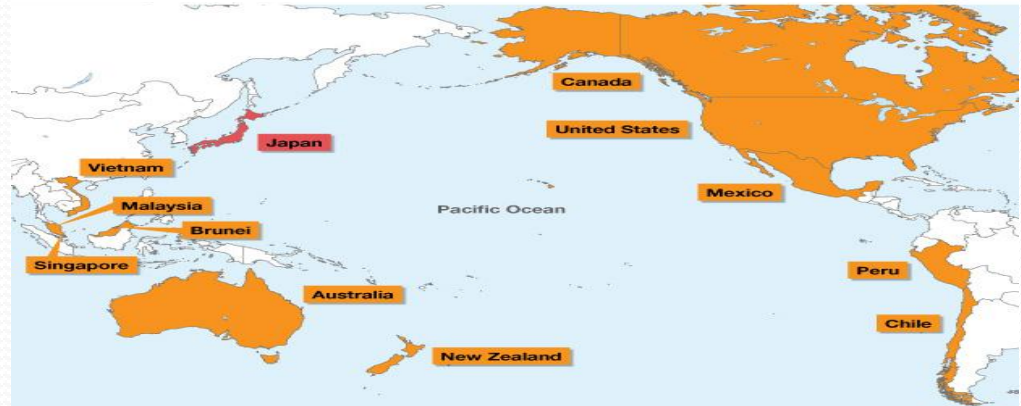 Canada
United States
Japan
Vietnam
Mexico
Malaysia
Pacific Ocean
Brunei
Singapore
Peru
Australia
Chile
New Zealand